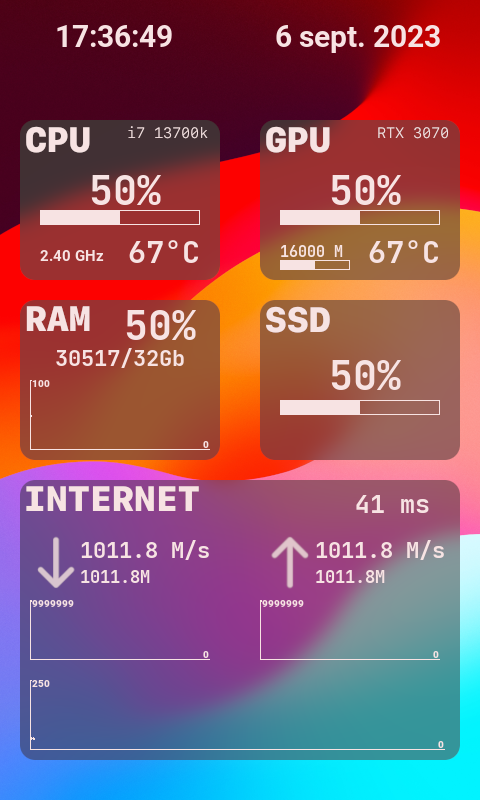 17:36:49
6 sept. 2023
CPU
i7 13700k
50%
2.40 GHz
67°C
GPU
RTX 3070
50%
16000 M
67°C
RAM
50%
30517/32Gb
100
0
SSD
50%
INTERNET
41 ms
1011.8 M/s
1011.8M
1011.8 M/s
1011.8M
9999999
0
9999999
0
250
0